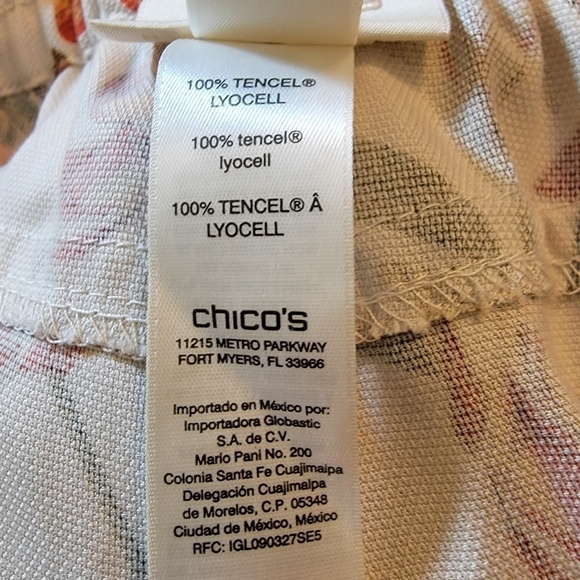 100% TENCEL®
LYOCELL
100% tencel®
lyocell
100% TENCEL® Â
LYOCELL
chico's
11215 METRO PARKWAY
FORT MYERS, FL 33966
Importado en México por:
Importadora Globastic
S.A. de C.V.
Mario Pani No. 200
Colonia Santa Fe Cuajimalpa
Delegación Cuajimalpa
de Morelos, C.P. 05348
Ciudad de México, México
RFC: IGL090327SE5